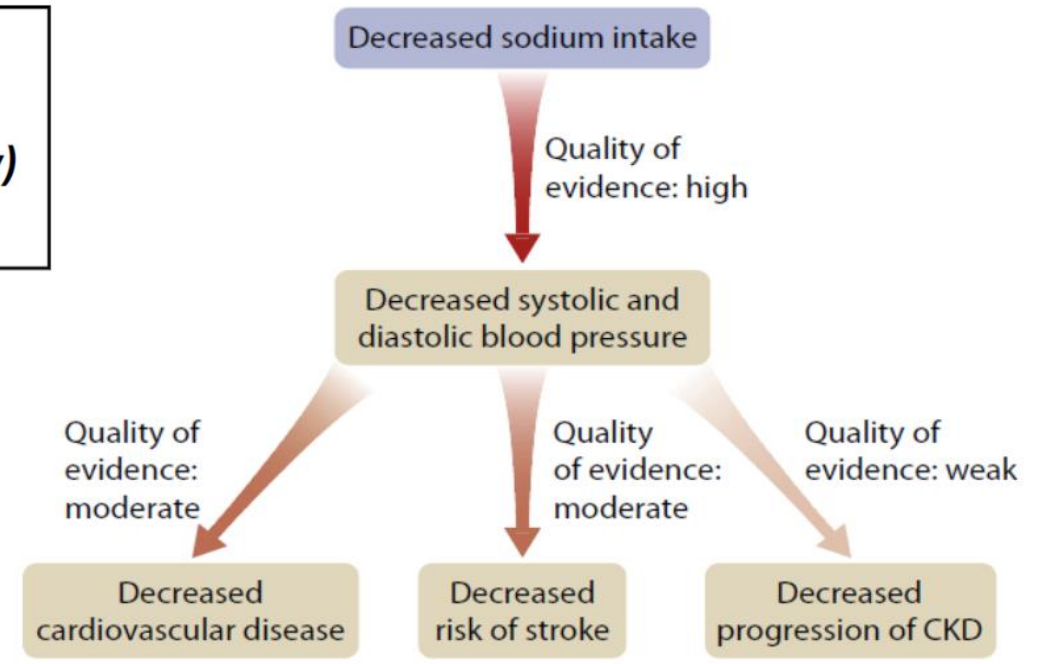 Decreased sodium intake
Quality of
evidence: high
Decreased systolic and
diastolic blood pressure
Quality of
evidence:
moderate
Quality
of evidence:
moderate
Quality of
evidence: weak
Decreased
cardiovascular disease
Decreased
risk of stroke
Decreased
progression of CKD